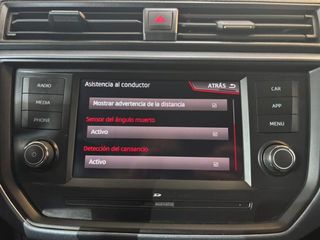 Asistencia al conductor
ATRÁS
RADIO
MEDIA
PHONE
Mostrar advertencia de la distancia
Sensor del ángulo muerto
Activo
Detección del cansancio
Activo
CAR
APP
MENU